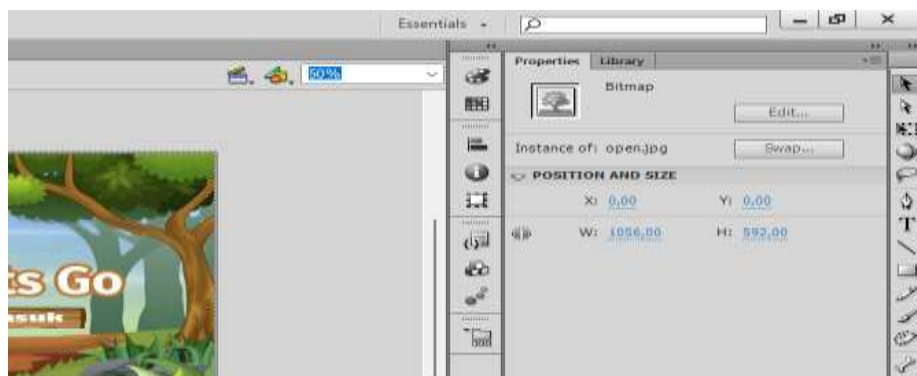 Essentials
50%
Properties Library
Bitmap
Edit...
Instance of: open.jpg Swap...
POSITION AND SIZE
X: 0,00 Y: 0,00
W: 1056,00 H: 592,00
ts Go
asuk
T